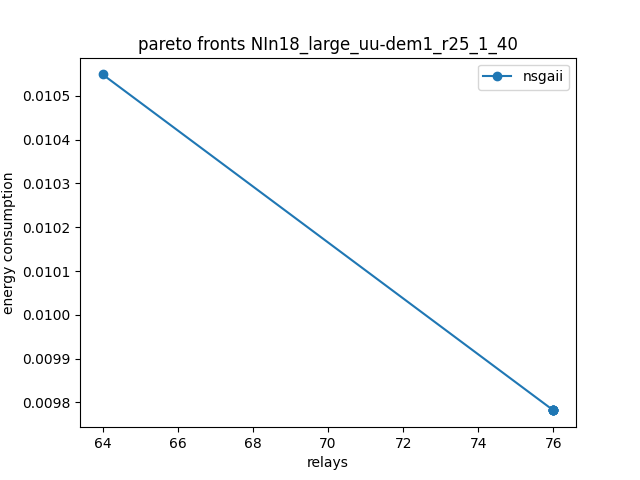 pareto fronts NIn18_large_uu-dem1_r25_1_40
nsgaii
energy consumption
0.0105
0.0104
0.0103
0.0102
0.0101
0.0100
0.0099
0.0098
64 66 68 70 72 74 76
relays